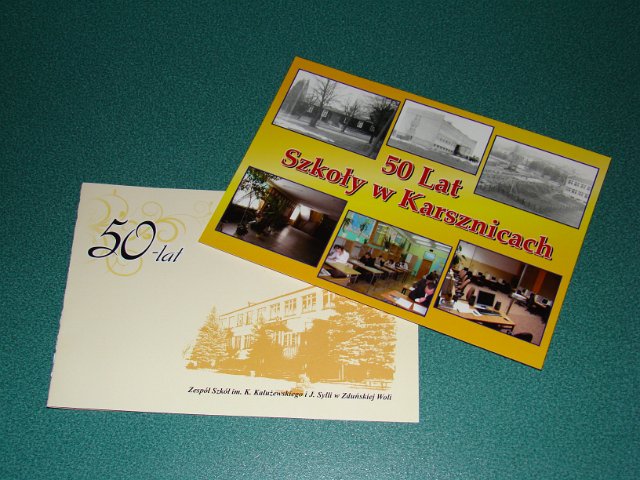 50 Lat
Szkoły w Karsznicach
50-lat
Zespół Szkół im. K. Kałużewskiego i J. Sylli w Zduńskiej Woli